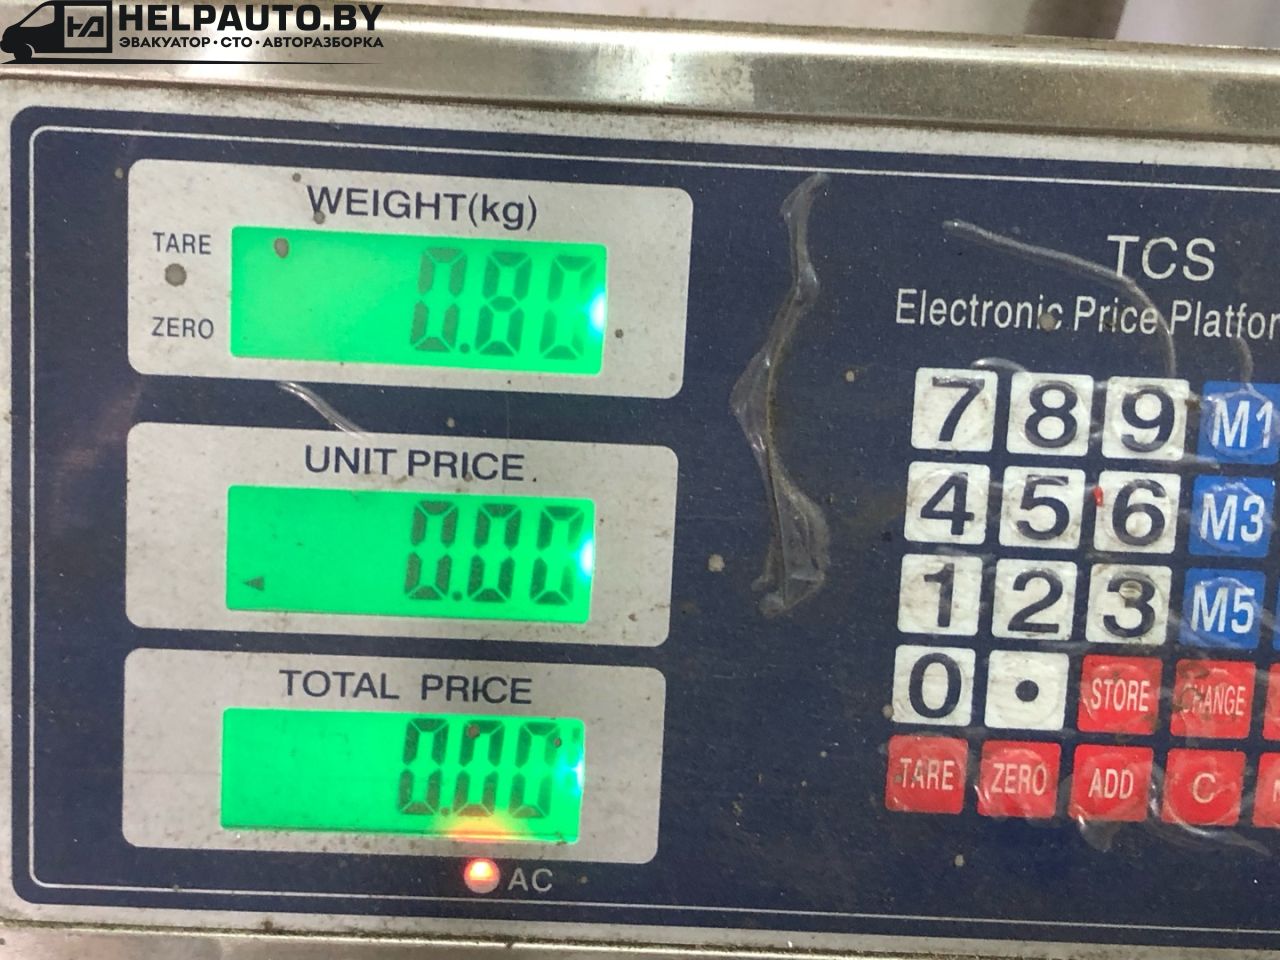 HELPAUTO.BY
ЭВАКУАТОР·СТО·АВТОРАЗБОРКА
WEIGHT(kg)
TARE
ZERO
0.80
UNIT PRICE
0.00
TOTAL PRICE
0.00
AC
TCS
Electronic Price Platfor
7 8 9 M1
4 5 6 M3
1 2 3 M5
0 . STORE CHANGE
TARE ZERO ADD C